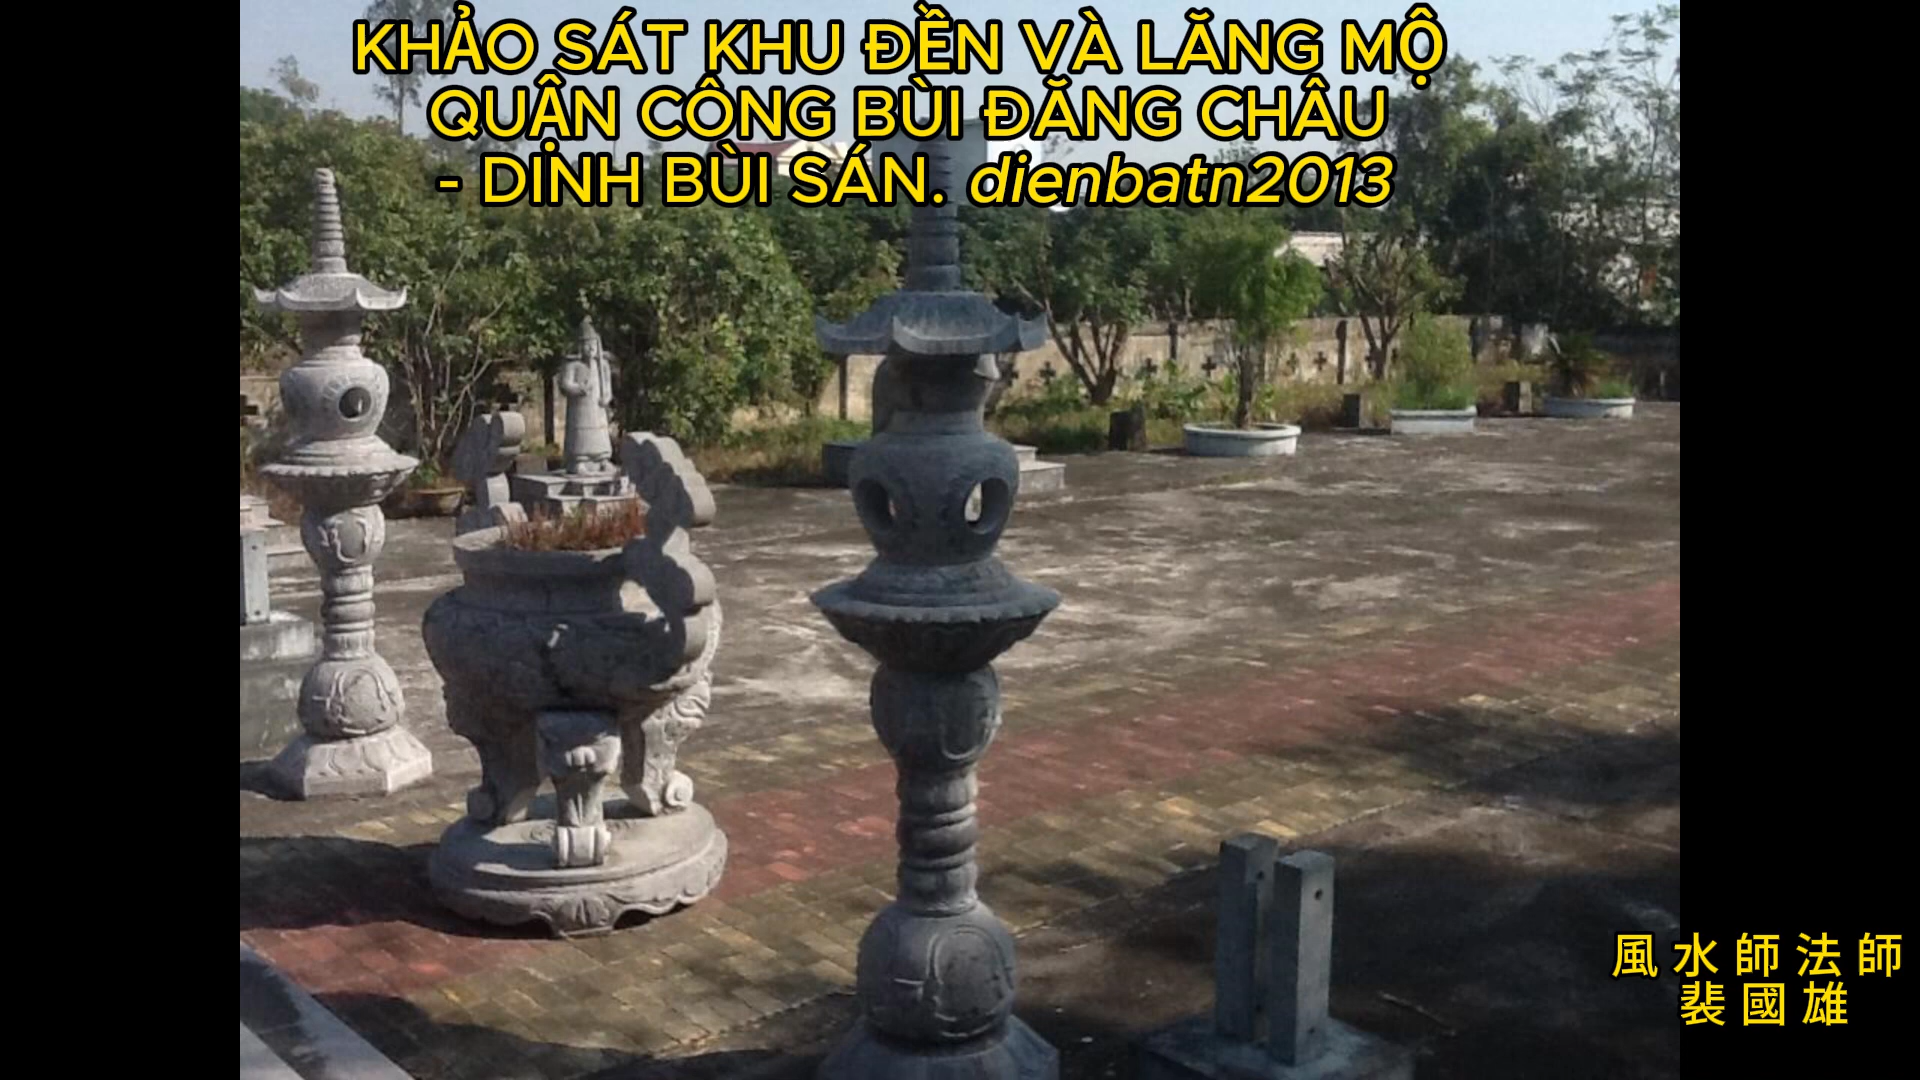 KHẢO SÁT KHU ĐỀN VÀ LĂNG MỘ
QUẬN CÔNG BÙI ĐĂNG CHÂU
- DINH BÙI SÁN. dienbatn2013
風水師法師
裴國雄